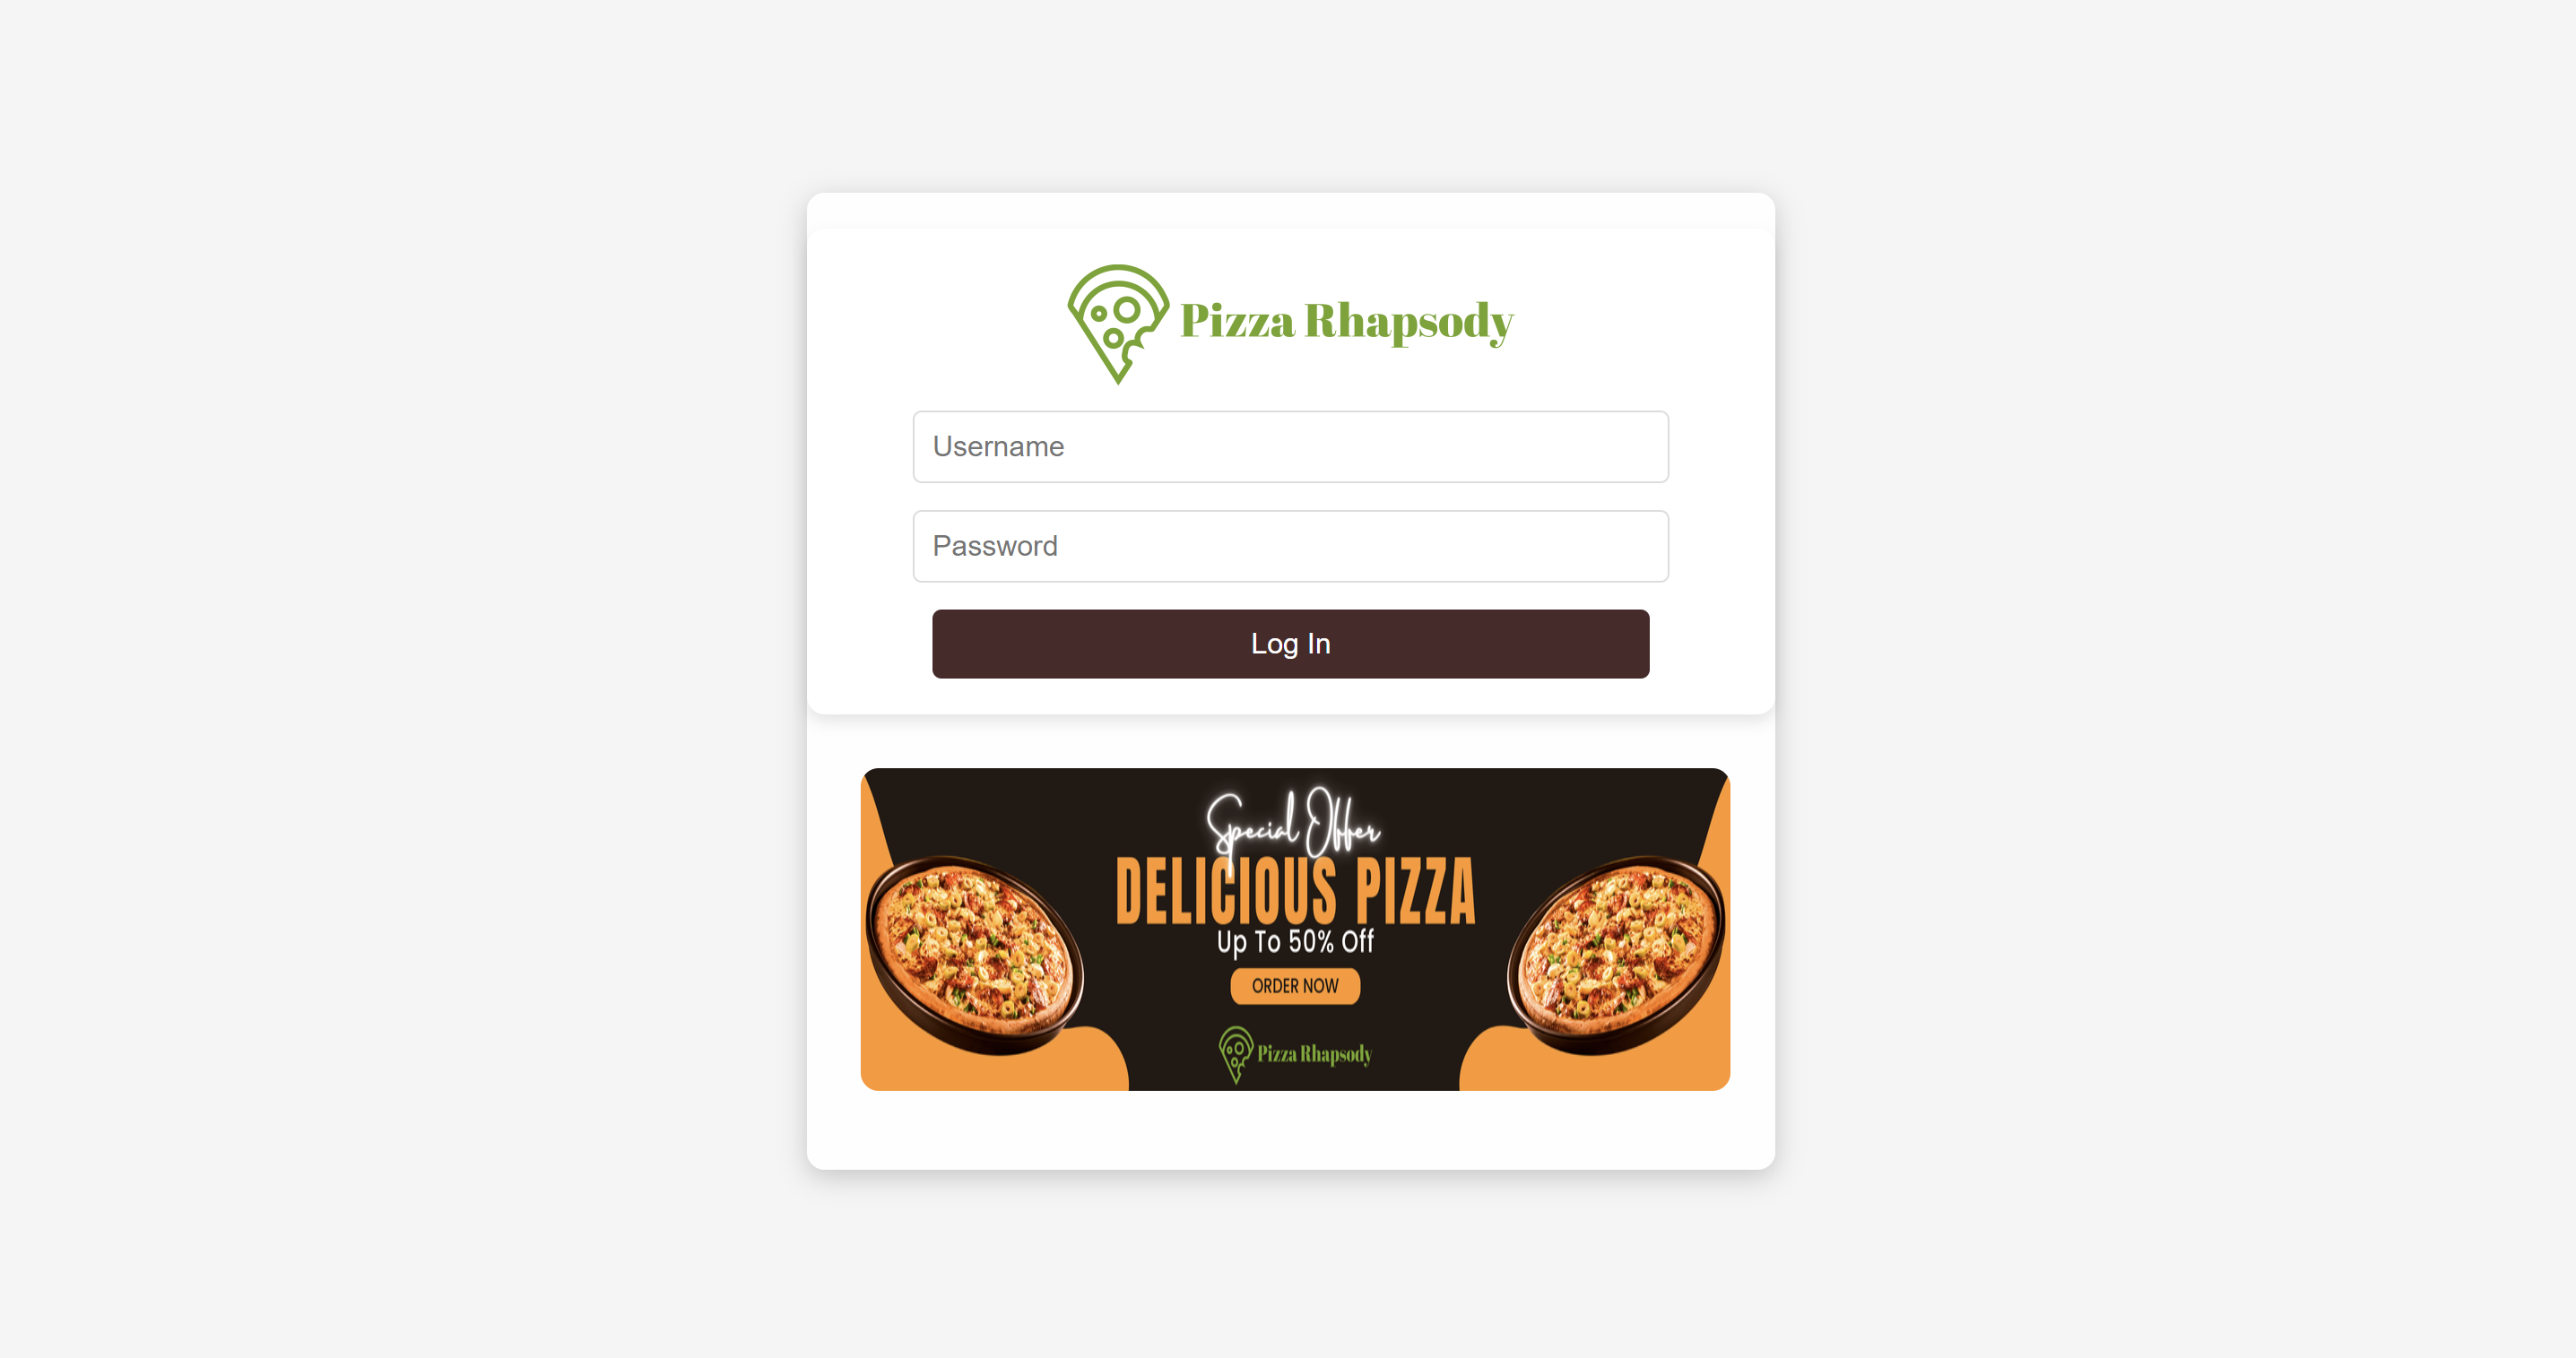 Pizza Rhapsody
Username
Password
Log In
Special Offer
DELICIOUS PIZZA
Up To 50% Off
ORDER NOW
Pizza Rhapsody